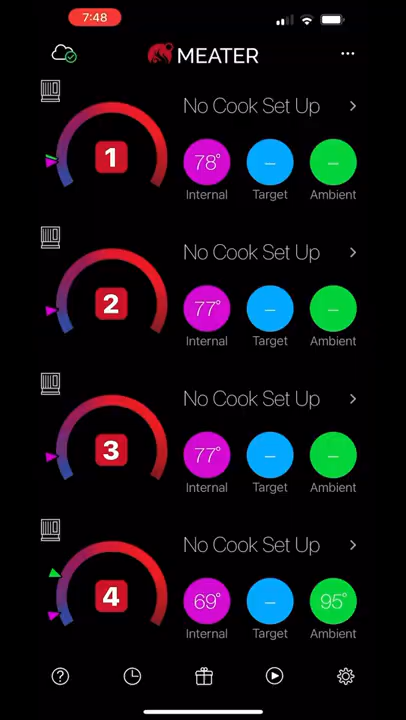 7:48
MEATER
No Cook Set Up
1
78° – –
Internal Target Ambient
No Cook Set Up
2
77° – –
Internal Target Ambient
No Cook Set Up
3
77° – –
Internal Target Ambient
No Cook Set Up
4
69° – 95°
Internal Target Ambient
?